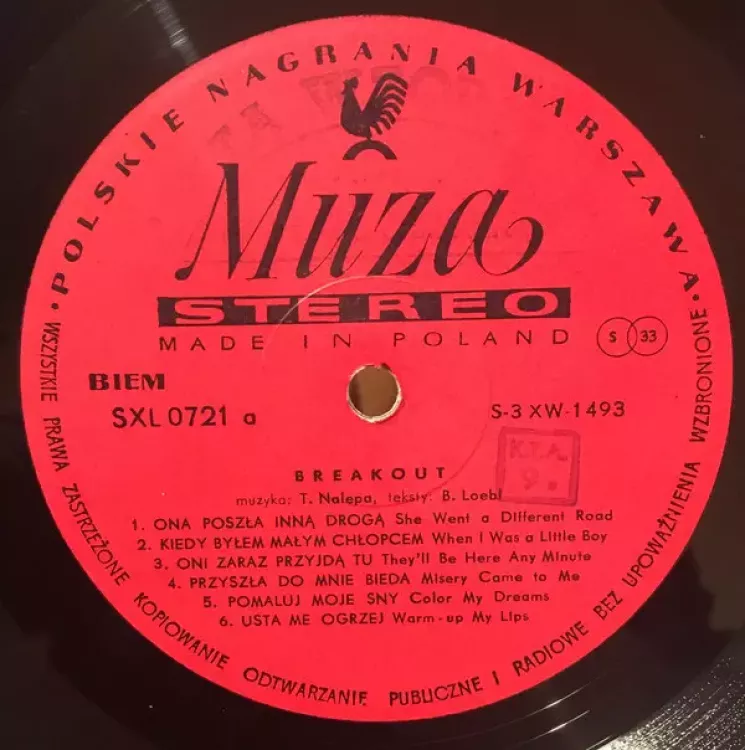 • POLSKIE NAGRANIA WARSZAWA •
Muza
STEREO
MADE IN POLAND
S 33
BIEM
SXL 0721 a
S-3 XW-1493
K.T.A.
9.
BREAKOUT
muzyka: T. Nalepa, teksty: B. Loebl
1. ONA POSZŁA INNĄ DROGĄ She Went a Different Road
2. KIEDY BYŁEM MAŁYM CHŁOPCEM When I Was a Little Boy
3. ONI ZARAZ PRZYJDĄ TU They'll Be Here Any Minute
4. PRZYSZŁA DO MNIE BIEDA Misery Came to Me
5. POMALUJ MOJE SNY Color My Dreams
6. USTA ME OGRZEJ Warm-up My Lips
WSZYSTKIE PRAWA ZASTRZEŻONE KOPIOWANIE ODTWARZANIE PUBLICZNE I RADIOWE BEZ UPOWAŻNIENIA WZBRONIONE